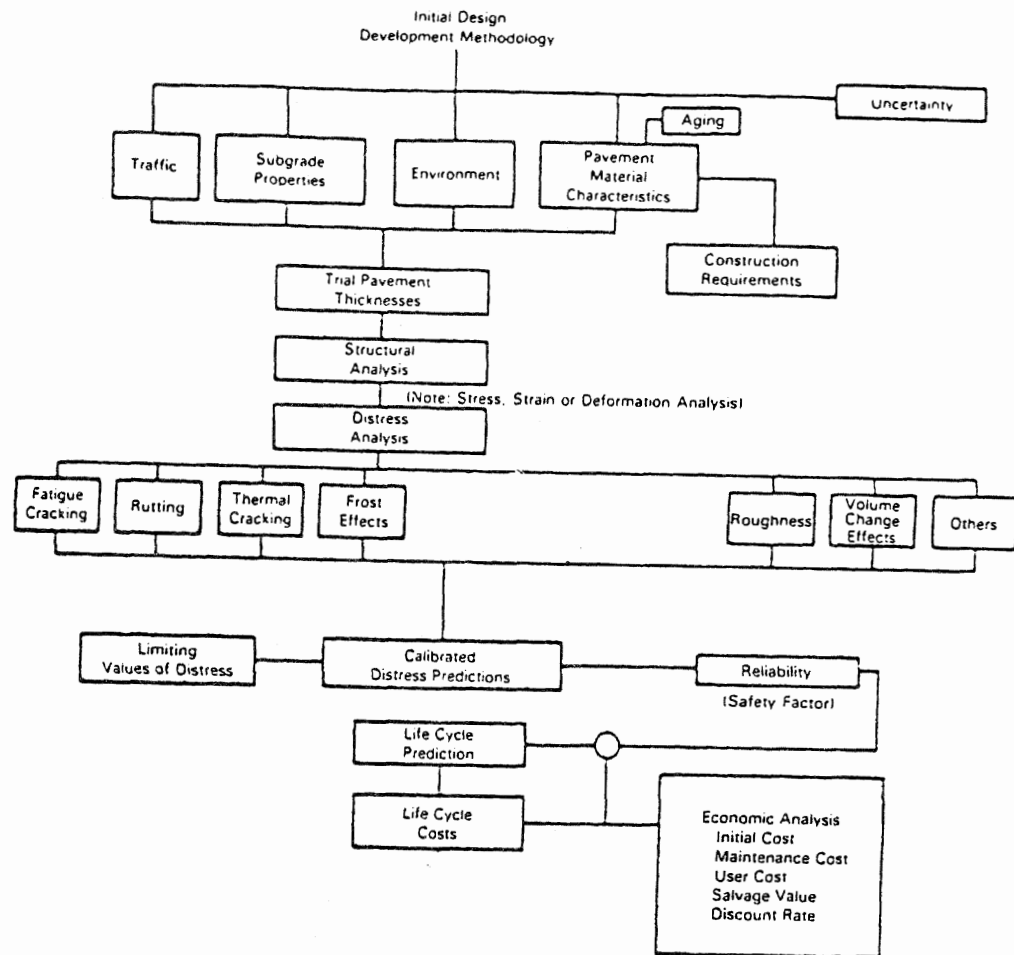 Initial Design
Development Methodology
Uncertainty
Aging
Traffic
Subgrade
Properties
Environment
Pavement
Material
Characteristics
Construction
Requirements
Trial Pavement
Thicknesses
Structural
Analysis
(Note: Stress, Strain or Deformation Analysis)
Distress
Analysis
Fatigue
Cracking
Rutting
Thermal
Cracking
Frost
Effects
Roughness
Volume
Change
Effects
Others
Limiting
Values of Distress
Calibrated
Distress Predictions
Reliability
(Safety Factor)
Life Cycle
Prediction
Life Cycle
Costs
Economic Analysis
Initial Cost
Maintenance Cost
User Cost
Salvage Value
Discount Rate